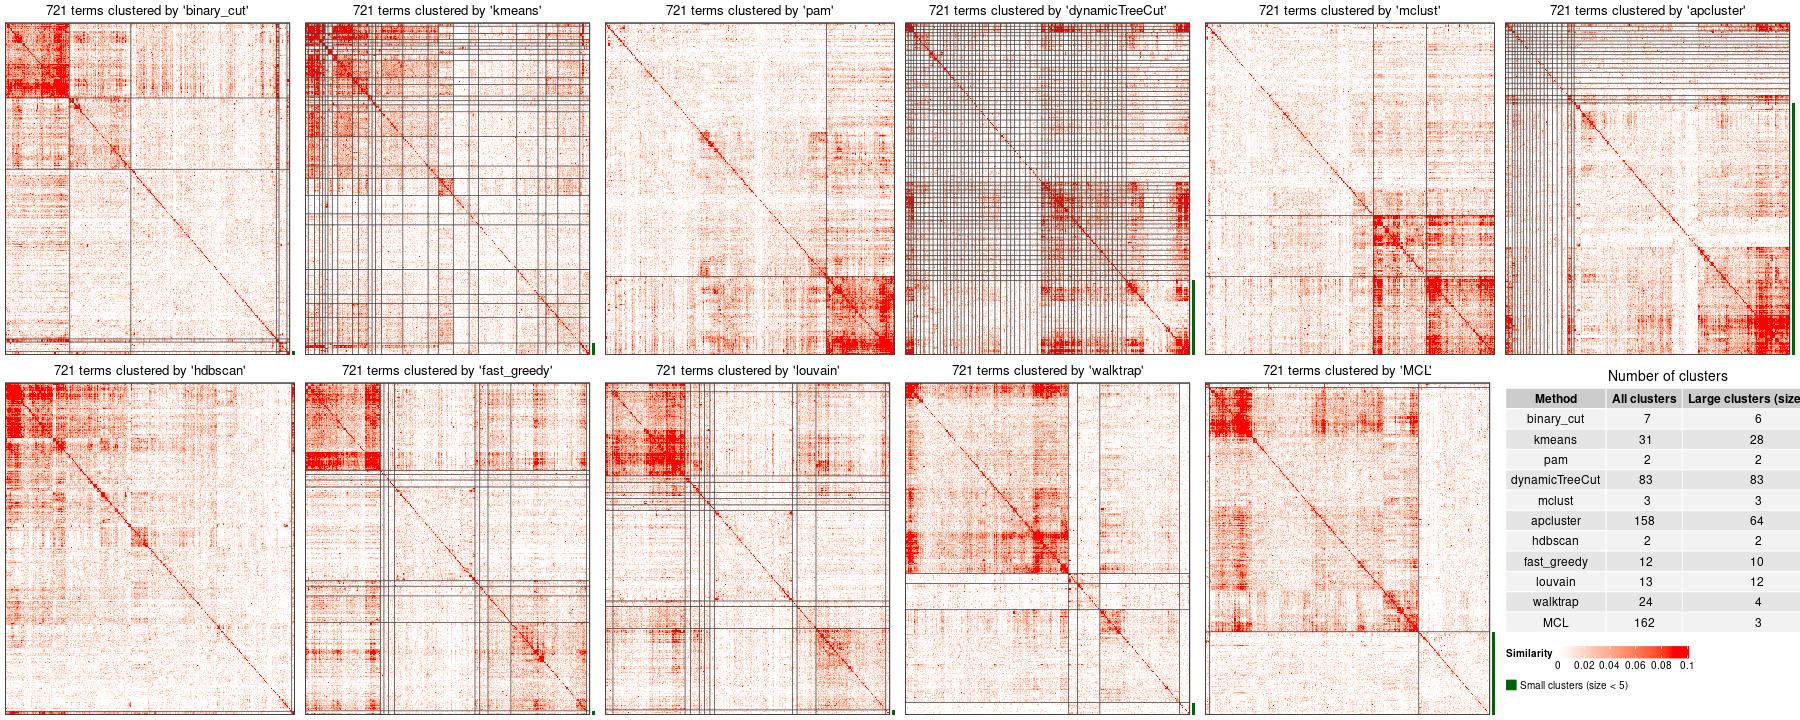 721 terms clustered by 'binary_cut'
721 terms clustered by 'kmeans'
721 terms clustered by 'pam'
721 terms clustered by 'dynamicTreeCut'
721 terms clustered by 'mclust'
721 terms clustered by 'apcluster'
721 terms clustered by 'hdbscan'
721 terms clustered by 'fast_greedy'
721 terms clustered by 'louvain'
721 terms clustered by 'walktrap'
721 terms clustered by 'MCL'
Number of clusters
Method All clusters Large clusters (size
binary_cut 7 6
kmeans 31 28
pam 2 2
dynamicTreeCut 83 83
mclust 3 3
apcluster 158 64
hdbscan 2 2
fast_greedy 12 10
louvain 13 12
walktrap 24 4
MCL 162 3
Similarity
0 0.02 0.04 0.06 0.08 0.1
Small clusters (size < 5)